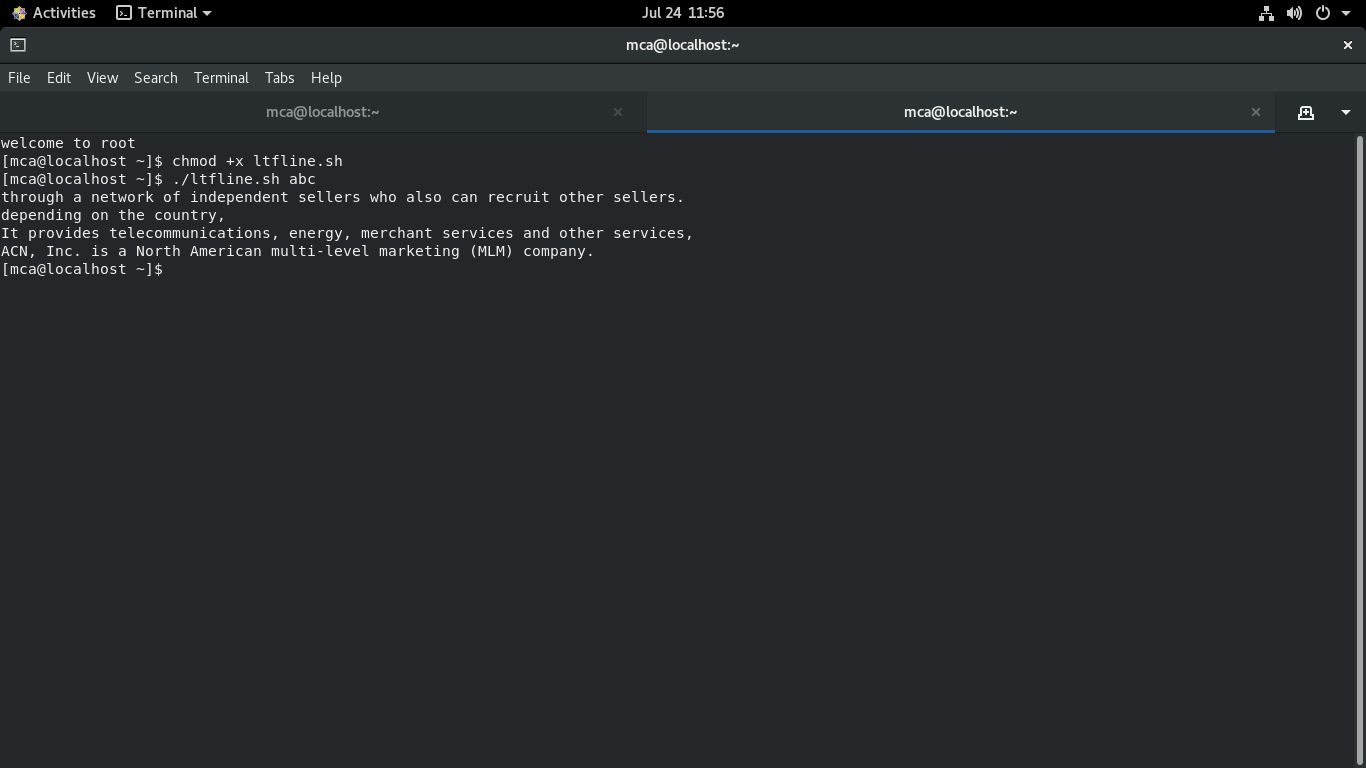 Activities Terminal Jul 24 11:56
mca@localhost:~
File Edit View Search Terminal Tabs Help
mca@localhost:~ mca@localhost:~
welcome to root
[mca@localhost ~]$ chmod +x ltfline.sh
[mca@localhost ~]$ ./ltfline.sh abc
through a network of independent sellers who also can recruit other sellers.
depending on the country,
It provides telecommunications, energy, merchant services and other services,
ACN, Inc. is a North American multi-level marketing (MLM) company.
[mca@localhost ~]$